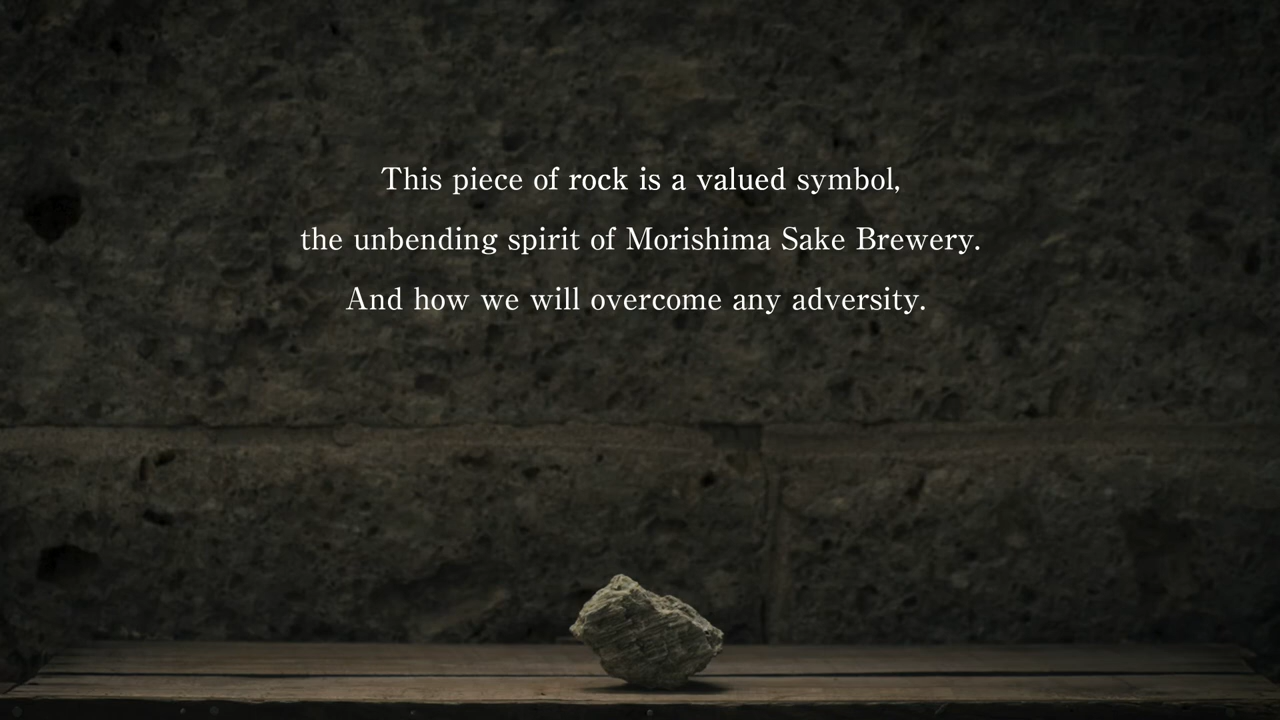 This piece of rock is a valued symbol,
the unbending spirit of Morishima Sake Brewery.
And how we will overcome any adversity.